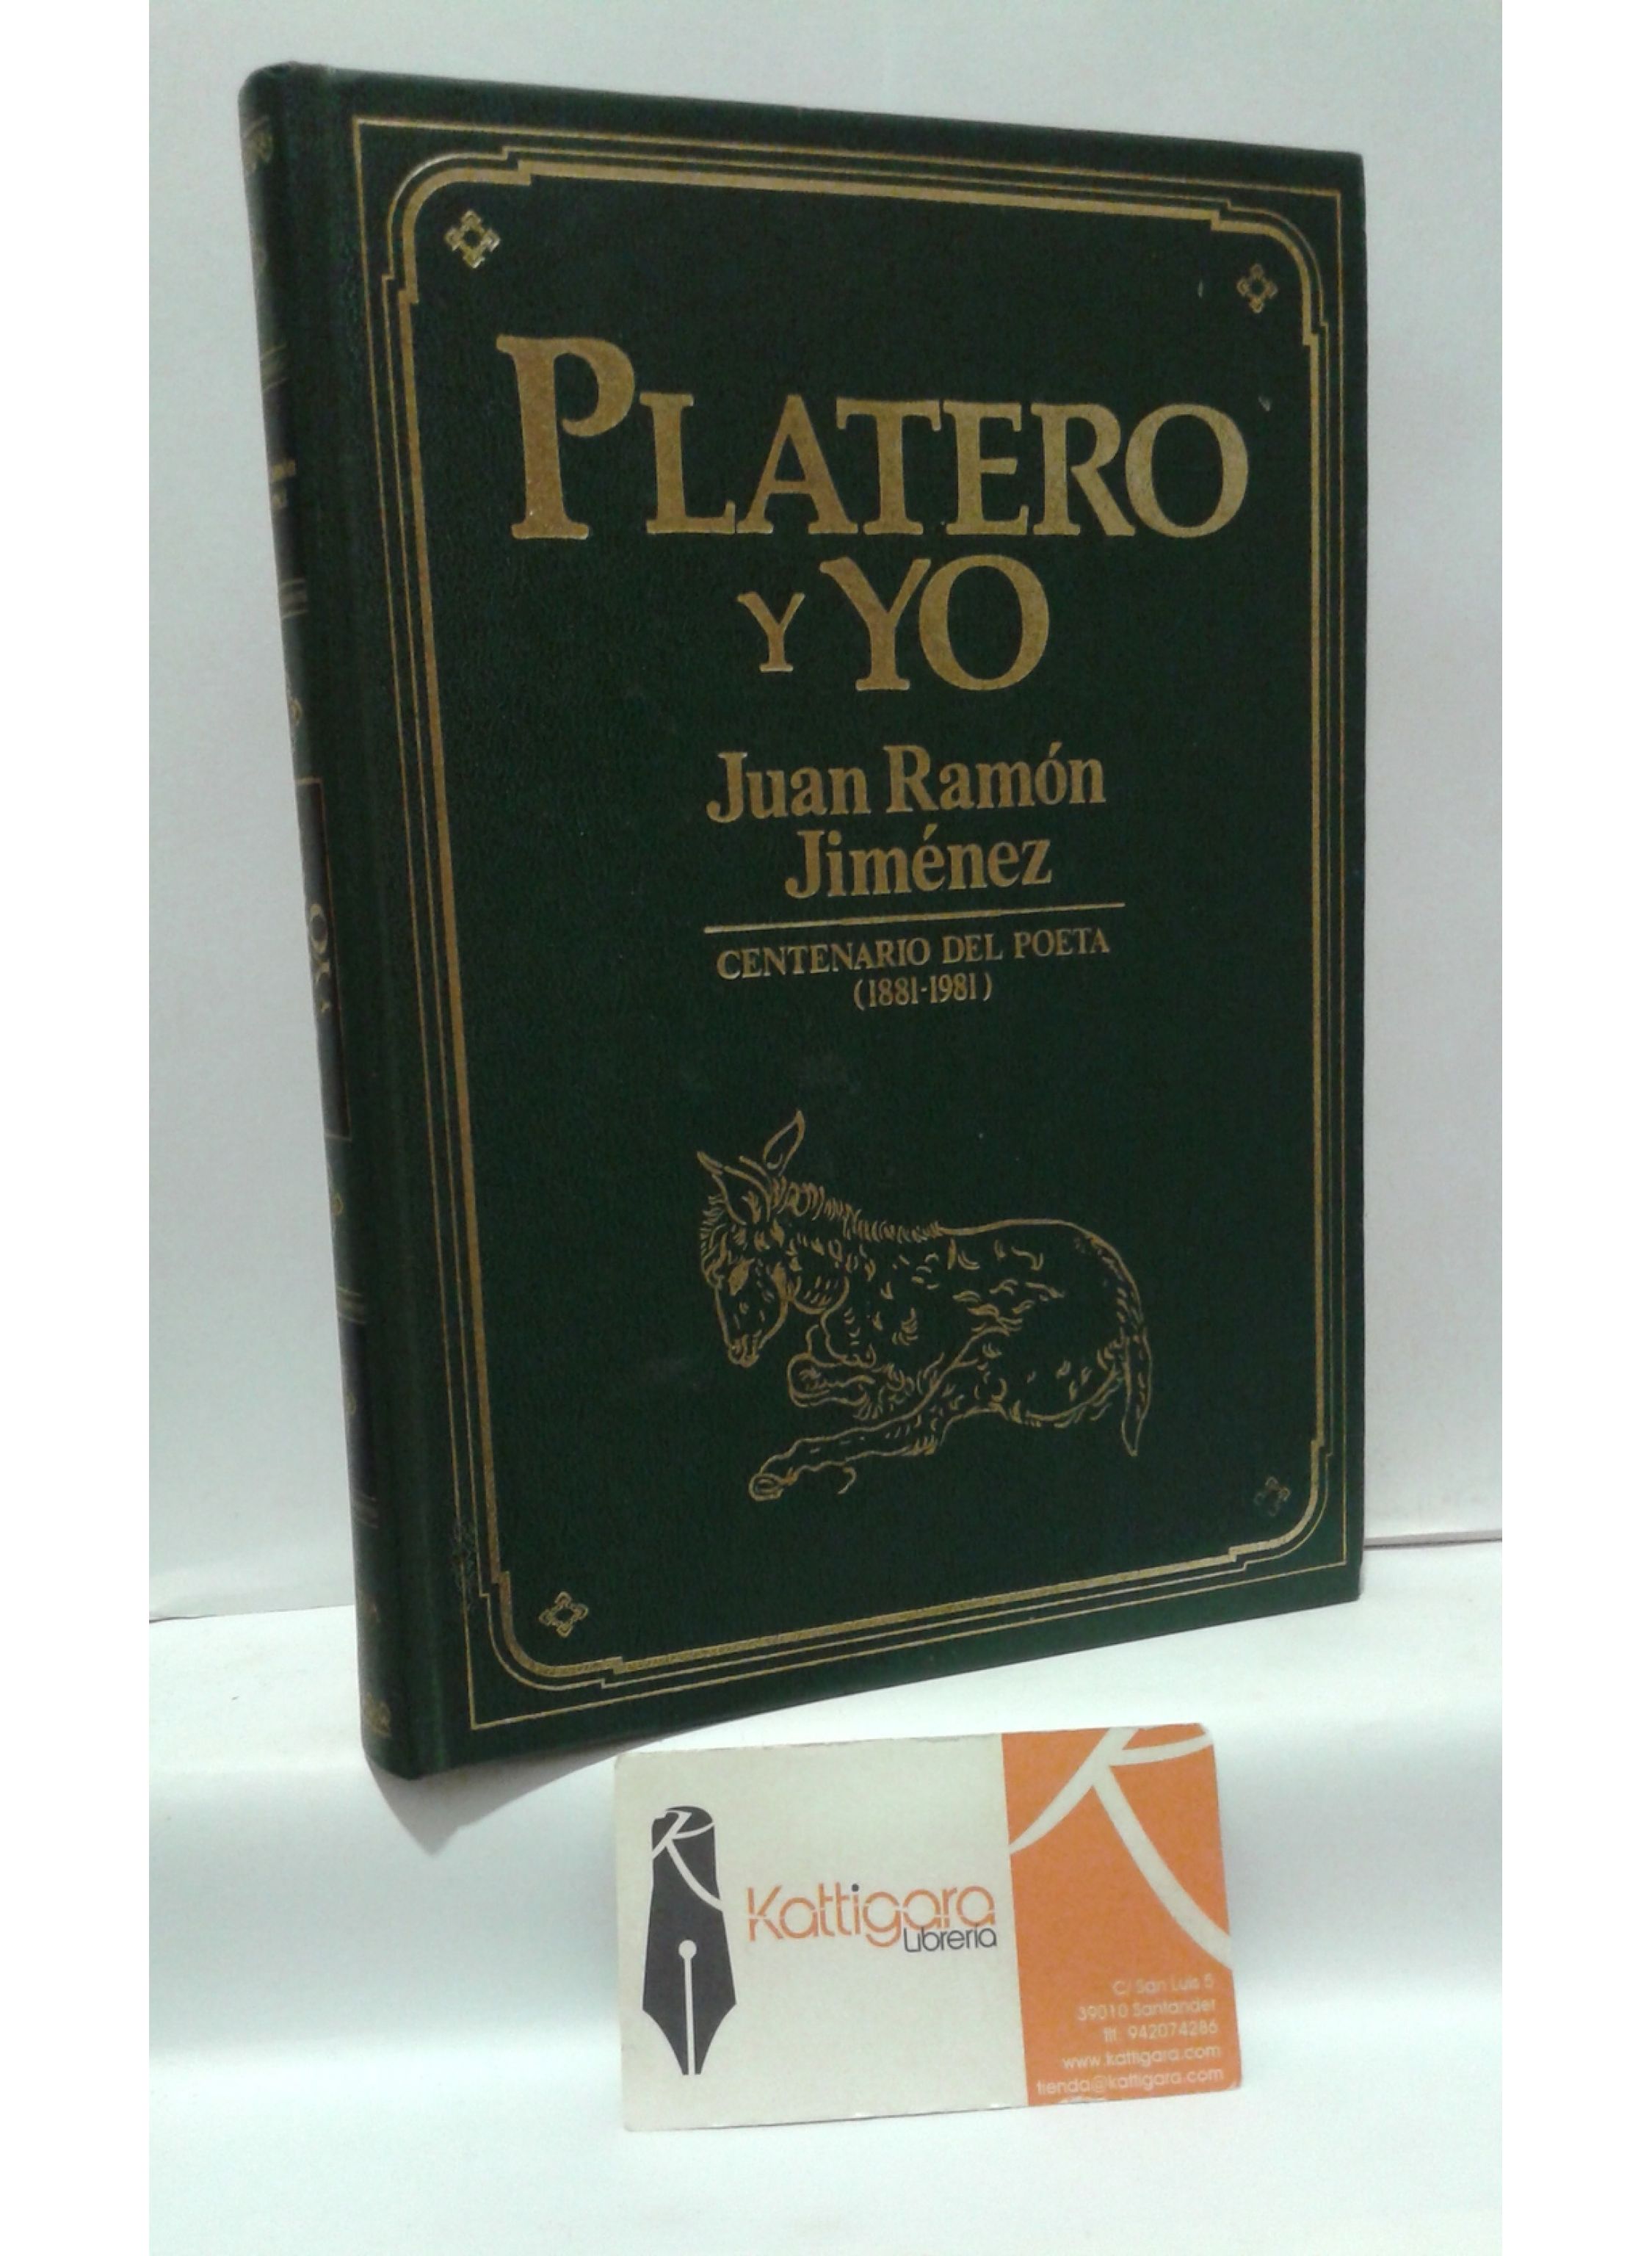 PLATERO
Y YO
Juan Ramón
Jiménez
CENTENARIO DEL POETA
(1881-1981)
Kattigara
Librería
C/ San Luis 5
39010 Santander
tlf. 942074286
www.kattigara.com
tienda@kattigara.com